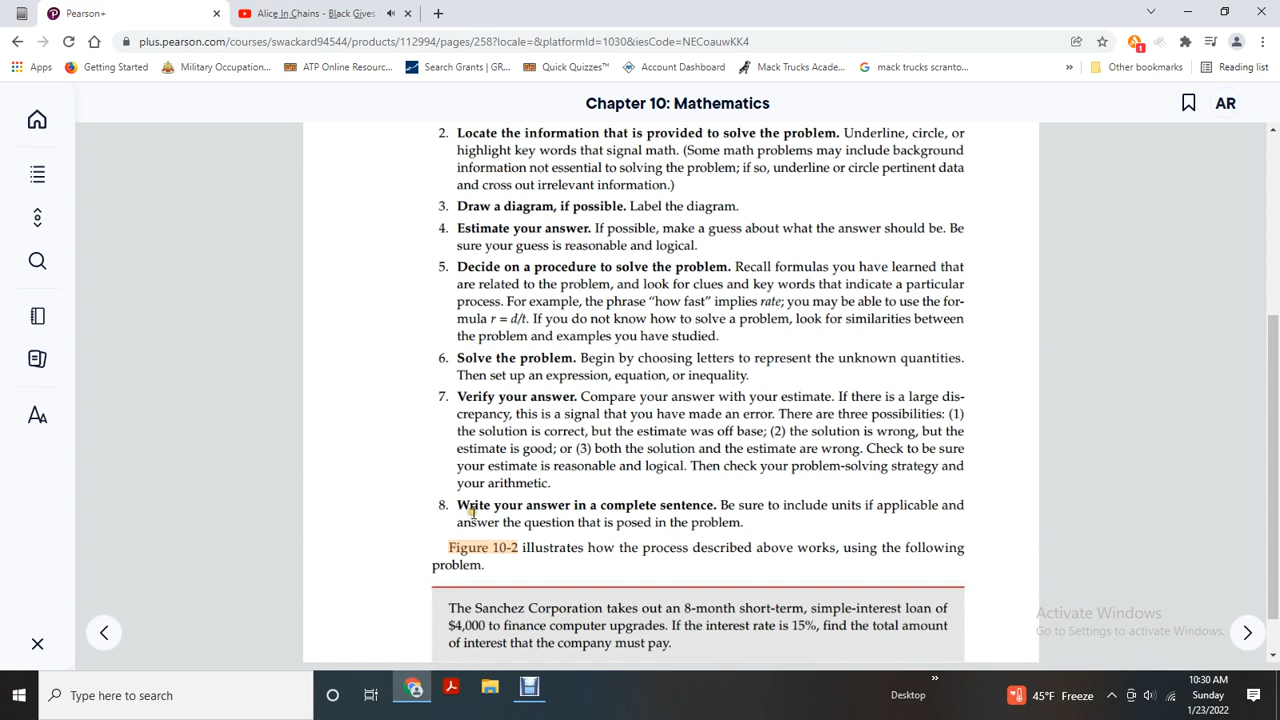 Pearson+
Alice In Chains - Black Gives
plus.pearson.com/courses/swackard94544/products/112994/pages/258?locale=&platformId=1030&iesCode=NECoauwKK4
1
Apps
Getting Started
Military Occupation...
ATP Online Resourc...
Search Grants | GR...
Quick Quizzes™
Account Dashboard
Mack Trucks Acade...
mack trucks scranto...
»
Other bookmarks
Reading list
Chapter 10: Mathematics
AR
2. Locate the information that is provided to solve the problem. Underline, circle, or
highlight key words that signal math. (Some math problems may include background
information not essential to solving the problem; if so, underline or circle pertinent data
and cross out irrelevant information.)
3. Draw a diagram, if possible. Label the diagram.
4. Estimate your answer. If possible, make a guess about what the answer should be. Be
sure your guess is reasonable and logical.
5. Decide on a procedure to solve the problem. Recall formulas you have learned that
are related to the problem, and look for clues and key words that indicate a particular
process. For example, the phrase “how fast” implies rate; you may be able to use the for-
mula r = d/t. If you do not know how to solve a problem, look for similarities between
the problem and examples you have studied.
6. Solve the problem. Begin by choosing letters to represent the unknown quantities.
Then set up an expression, equation, or inequality.
7. Verify your answer. Compare your answer with your estimate. If there is a large dis-
crepancy, this is a signal that you have made an error. There are three possibilities: (1)
the solution is correct, but the estimate was off base; (2) the solution is wrong, but the
estimate is good; or (3) both the solution and the estimate are wrong. Check to be sure
your estimate is reasonable and logical. Then check your problem-solving strategy and
your arithmetic.
8. Write your answer in a complete sentence. Be sure to include units if applicable and
answer the question that is posed in the problem.
Figure 10-2 illustrates how the process described above works, using the following
problem.
The Sanchez Corporation takes out an 8-month short-term, simple-interest loan of
$4,000 to finance computer upgrades. If the interest rate is 15%, find the total amount
of interest that the company must pay.
Activate Windows
Go to Settings to activate Windows.
Type here to search
Desktop
»
45°F Freeze
10:30 AM
Sunday
1/23/2022